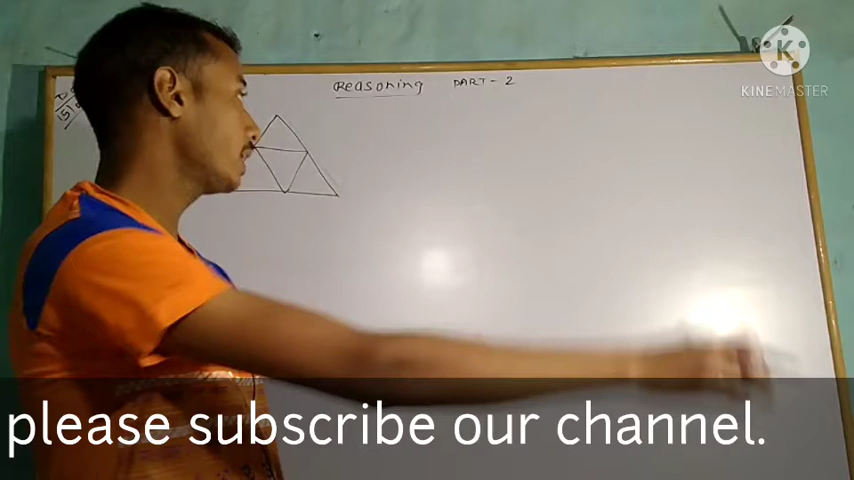 Reasoning PART - 2
K
KINEMASTER
please subscribe our channel.